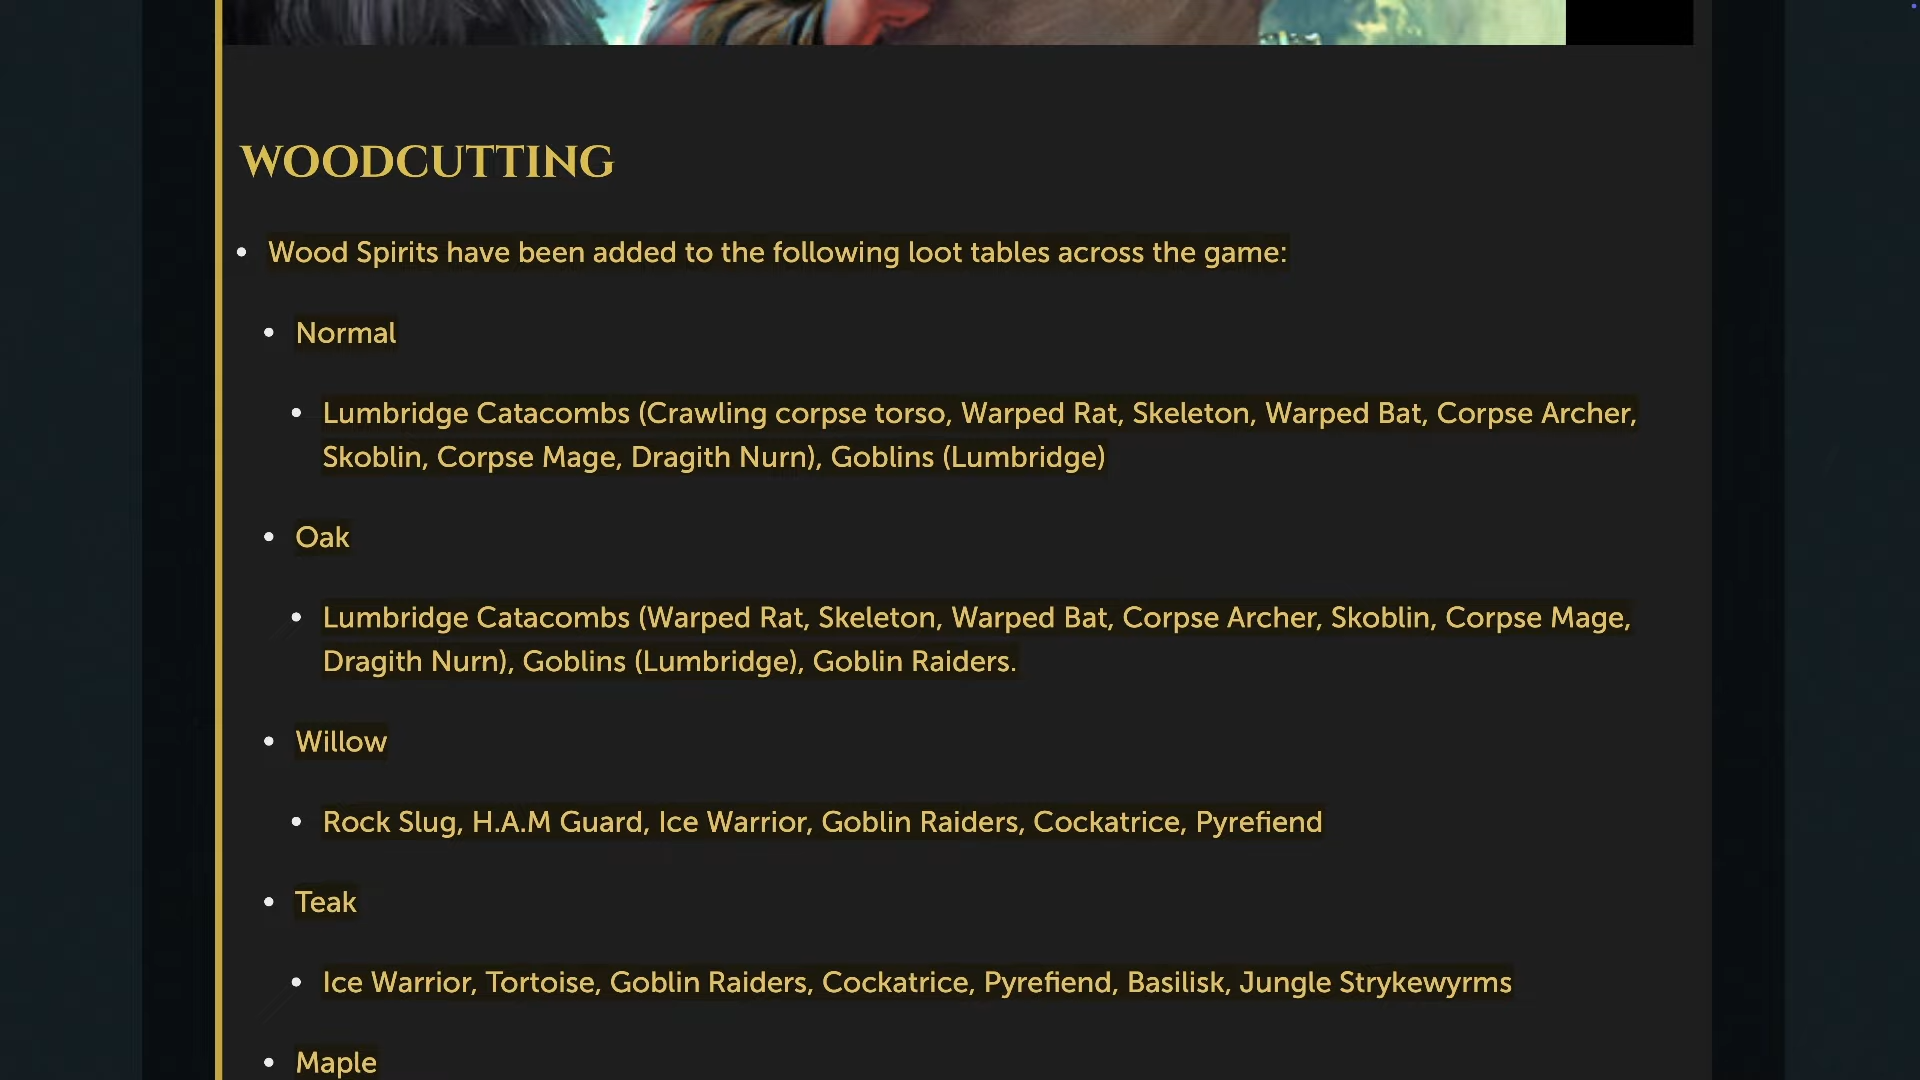 WOODCUTTING
Wood Spirits have been added to the following loot tables across the game:
Normal
Lumbridge Catacombs (Crawling corpse torso, Warped Rat, Skeleton, Warped Bat, Corpse Archer,
Skoblin, Corpse Mage, Dragith Nurn), Goblins (Lumbridge)
Oak
Lumbridge Catacombs (Warped Rat, Skeleton, Warped Bat, Corpse Archer, Skoblin, Corpse Mage,
Dragith Nurn), Goblins (Lumbridge), Goblin Raiders.
Willow
Rock Slug, H.A.M Guard, Ice Warrior, Goblin Raiders, Cockatrice, Pyrefiend
Teak
Ice Warrior, Tortoise, Goblin Raiders, Cockatrice, Pyrefiend, Basilisk, Jungle Strykewyrms
Maple